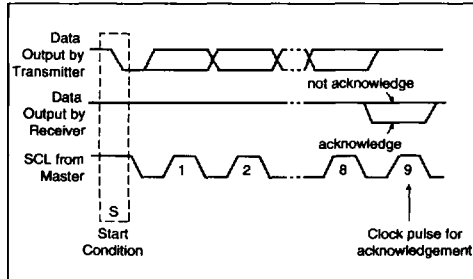 Data
Output by
Transmitter
not acknowledge
Data
Output by
Receiver
acknowledge
SCL from
Master
1
2
8
9
S
Start
Condition
Clock pulse for
acknowledgement